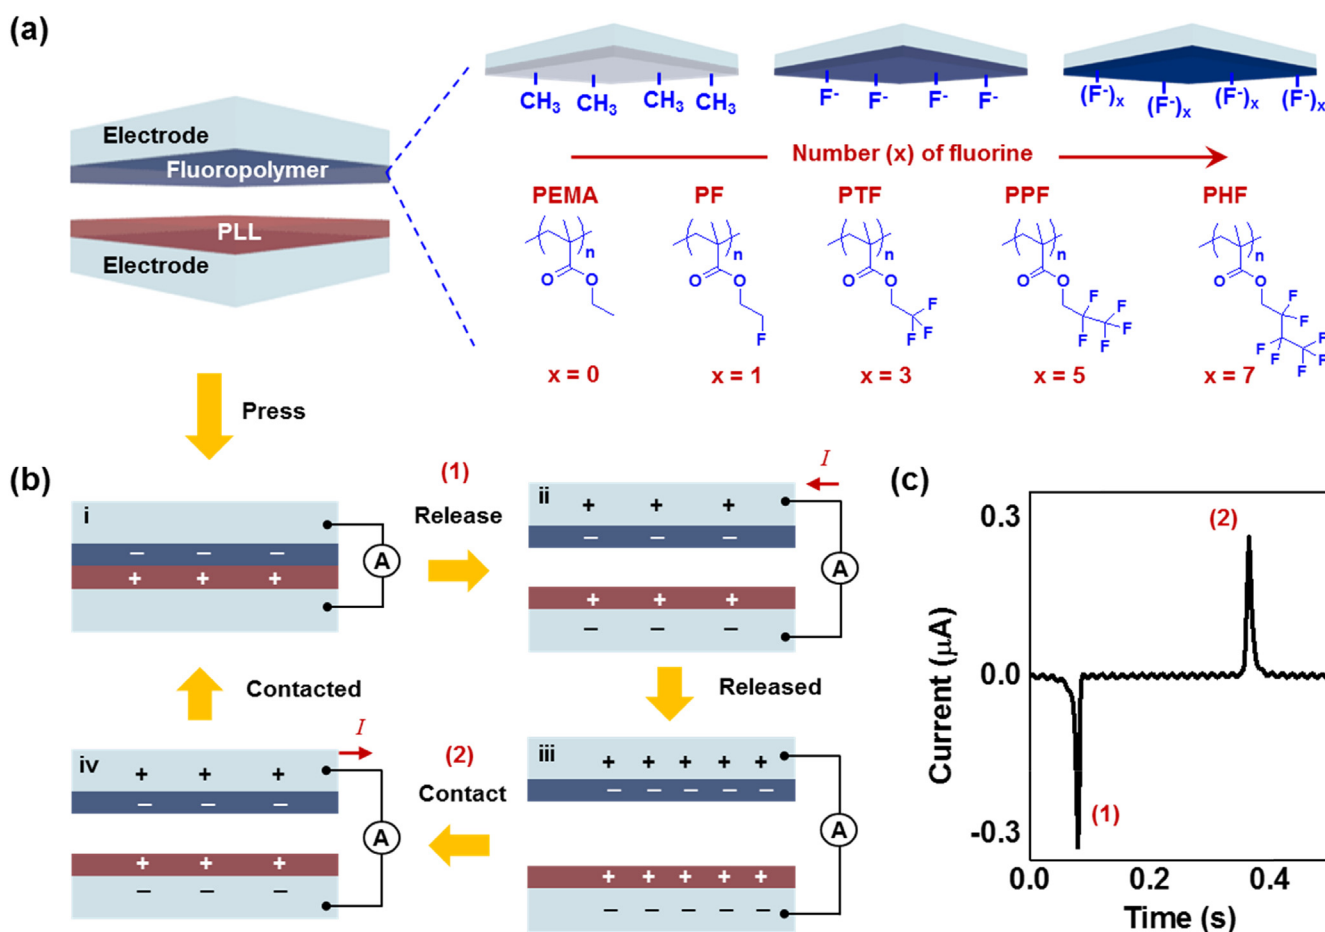 (a)
Electrode
Fluoropolymer
PLL
Electrode
CH₃ CH₃ CH₃ CH₃
F⁻ F⁻ F⁻ F⁻
(F⁻)ₓ (F⁻)ₓ (F⁻)ₓ (F⁻)ₓ
Number (x) of fluorine
PEMA PF PTF PPF PHF
n O O
n O O F
n O O F F F
n O O F F F F F
n O O F F F F F F F
x = 0 x = 1 x = 3 x = 5 x = 7
Press
(b)
i
− − −
+ + +
A
(1)
Release
ii
I
+ + +
− − −
+ + +
− − −
A
Released
iii
+ + + + +
− − − − −
+ + + + +
− − − − −
A
(2)
Contact
iv
I
+ + +
− − −
+ + +
− − −
A
Contacted
(c)
Current (μA)
0.3
0.0
-0.3
(2)
(1)
0.0 0.2 0.4
Time (s)